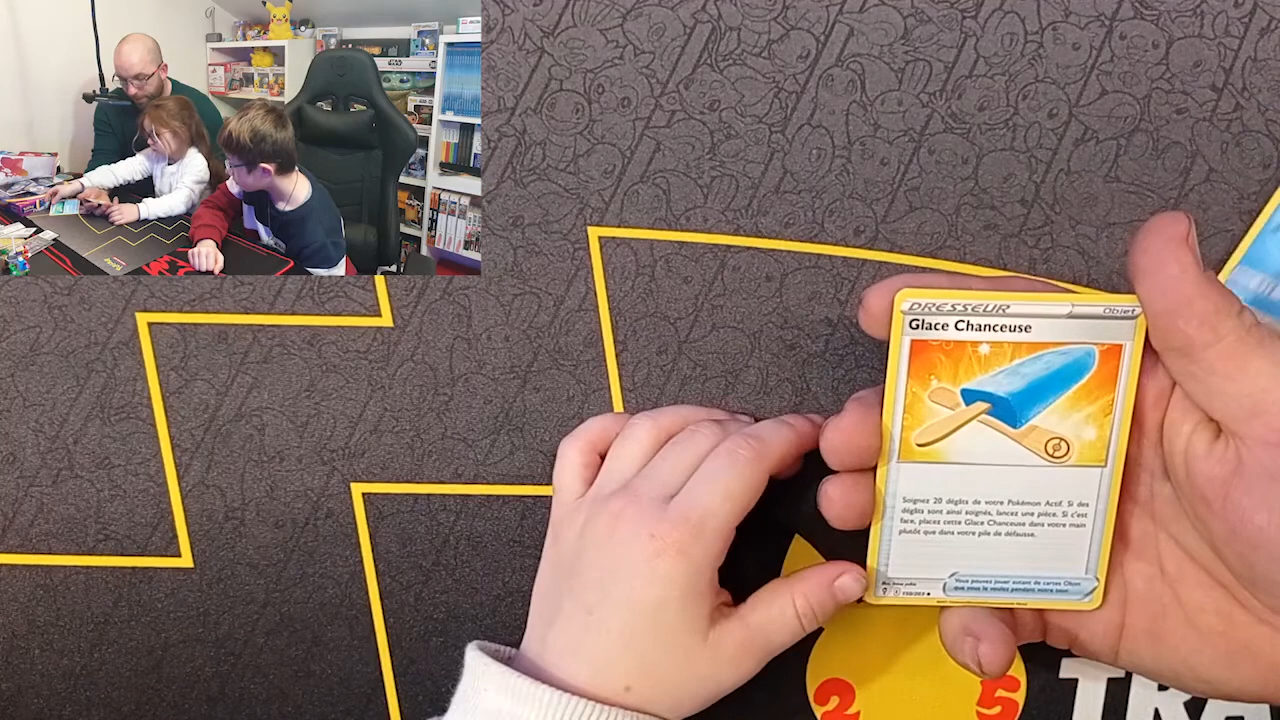 DRESSEUR
Objet
Glace Chanceuse
Soignez 20 dégâts de votre Pokémon Actif. Si des
dégâts sont ainsi soignés, lancez une pièce. Si c'est
face, placez cette Glace Chanceuse dans votre main
plutôt que dans votre pile de défausse.
Vous pouvez jouer autant de cartes Objet
que vous le voulez pendant votre tour.
150/203
2 5
TRA